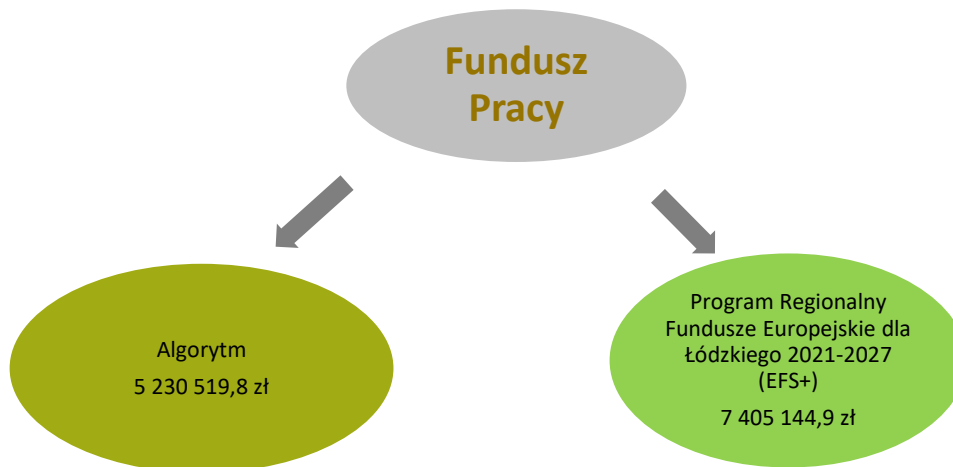 Fundusz
Pracy
Algorytm
5 230 519,8 zł
Program Regionalny
Fundusze Europejskie dla
Łódzkiego 2021-2027
(EFS+)
7 405 144,9 zł